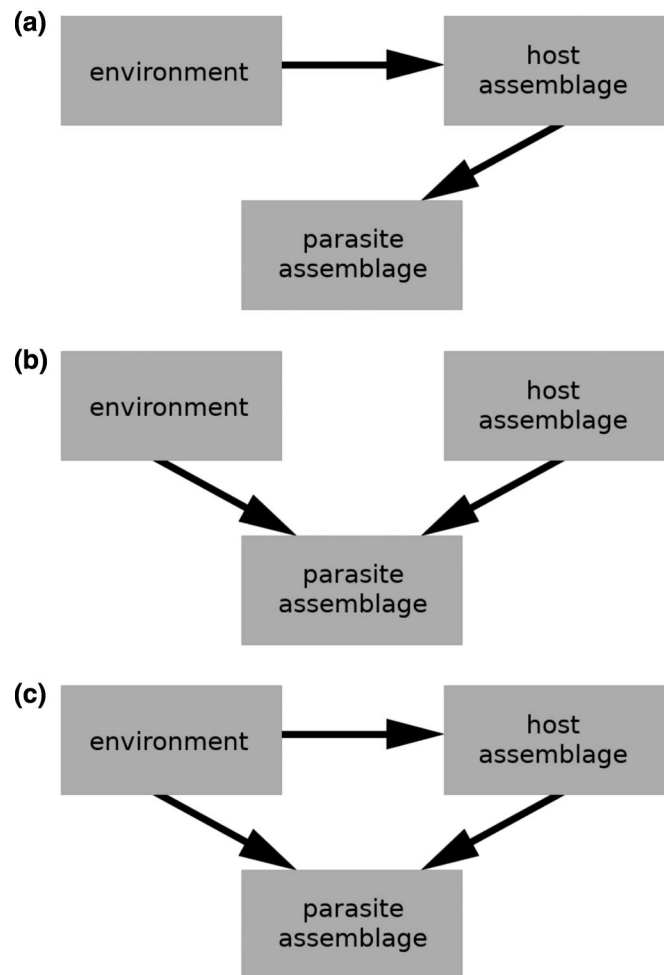 (a)
environment
host
assemblage
parasite
assemblage
(b)
environment
host
assemblage
parasite
assemblage
(c)
environment
host
assemblage
parasite
assemblage